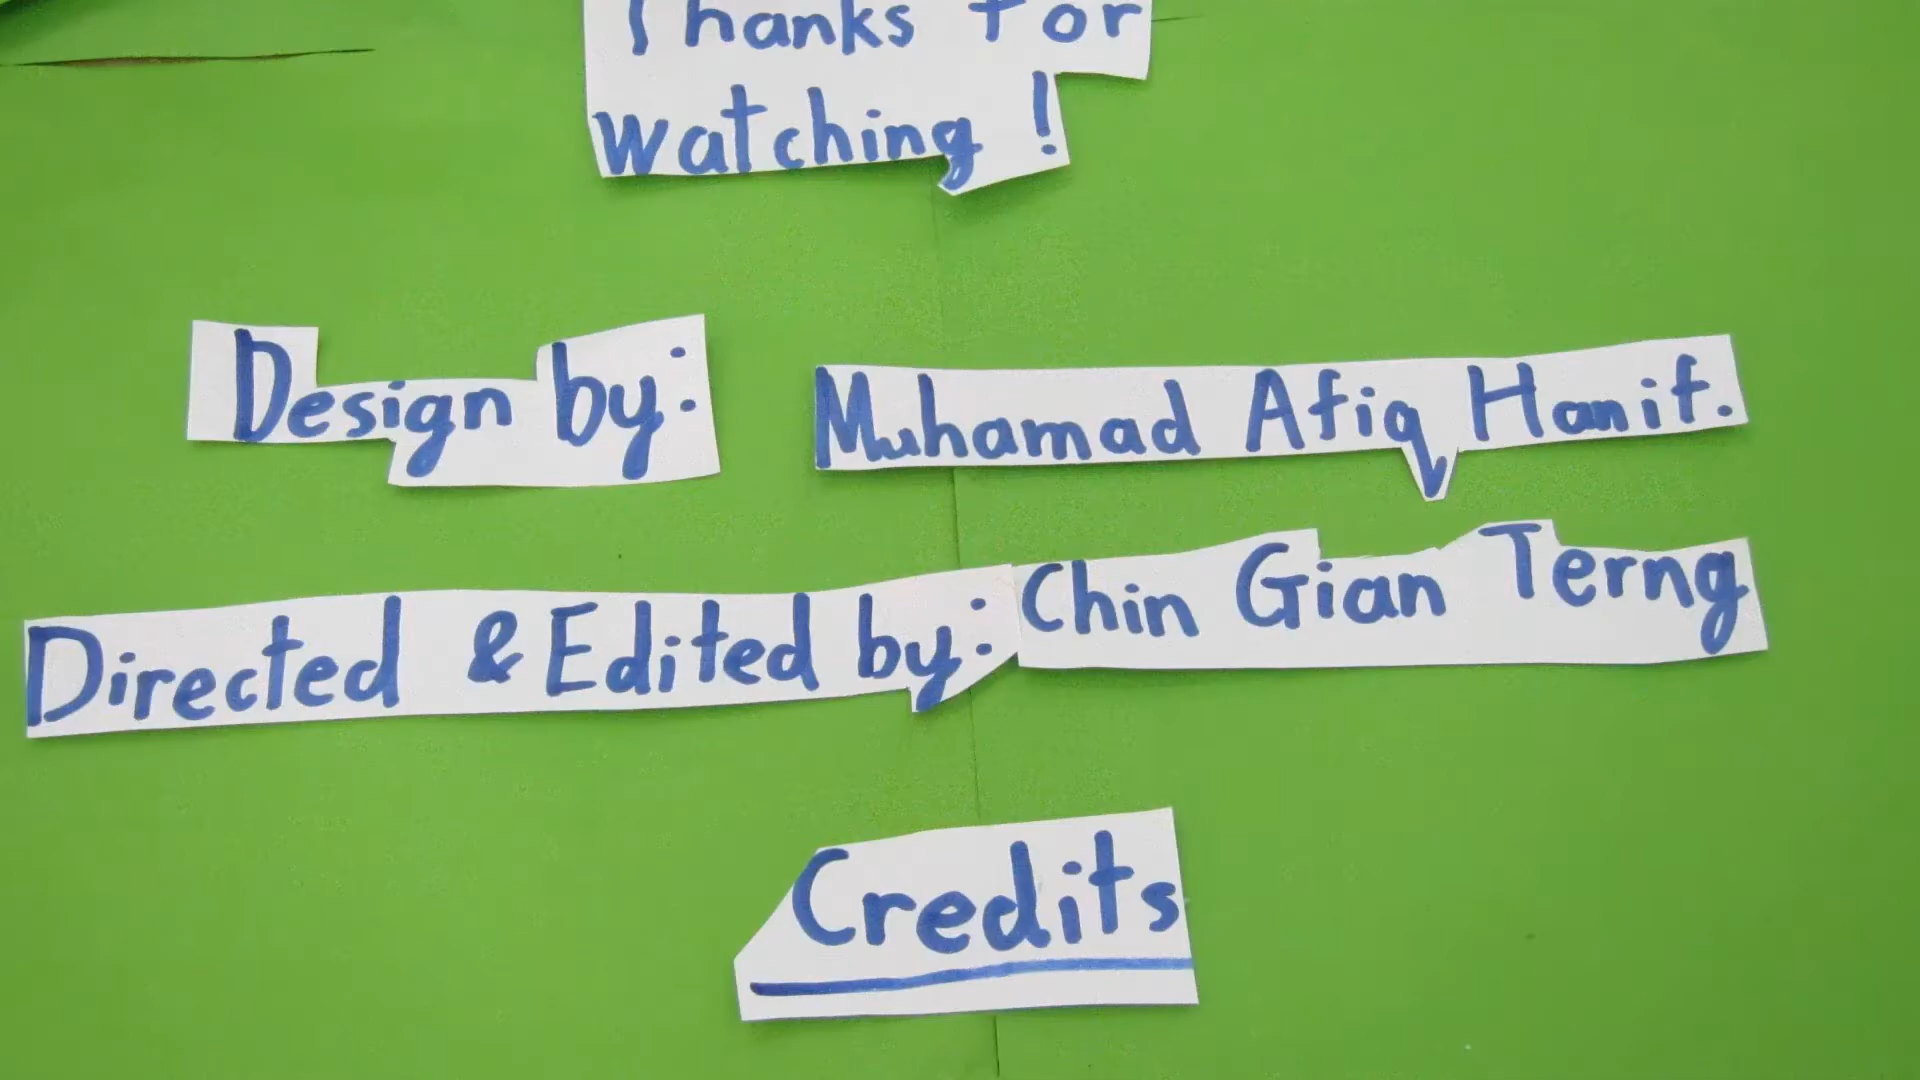 Thanks for
watching !
Design by: Muhamad Afiq Hanif.
Directed & Edited by: Chin Gian Terng
Credits